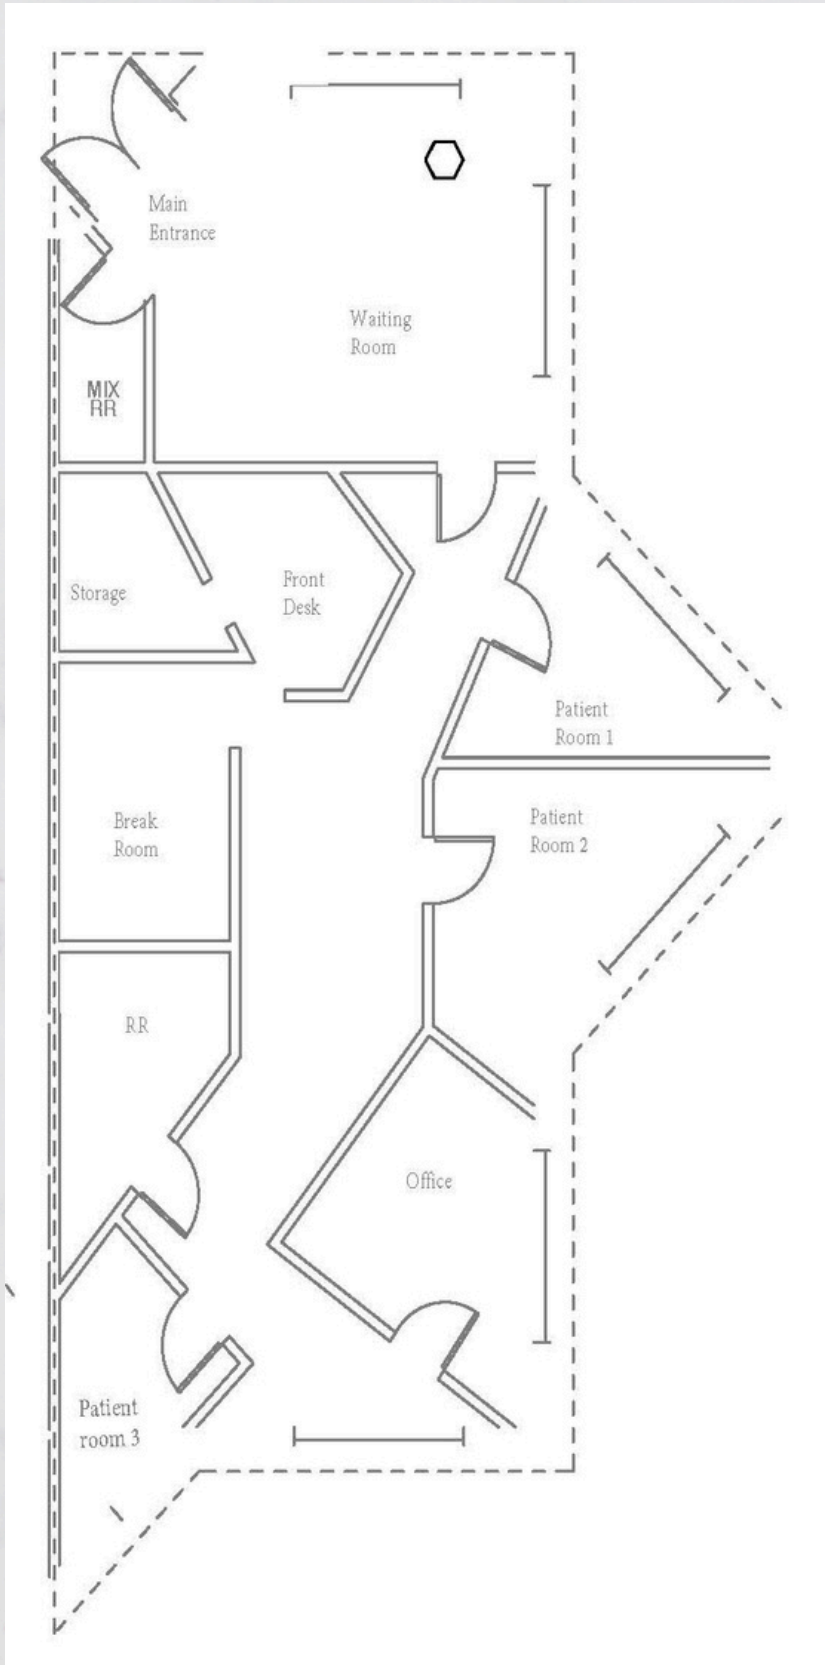 Main
Entrance
Waiting
Room
MIX
RR
Storage
Front
Desk
Patient
Room 1
Patient
Room 2
Break
Room
RR
Office
Patient
room 3